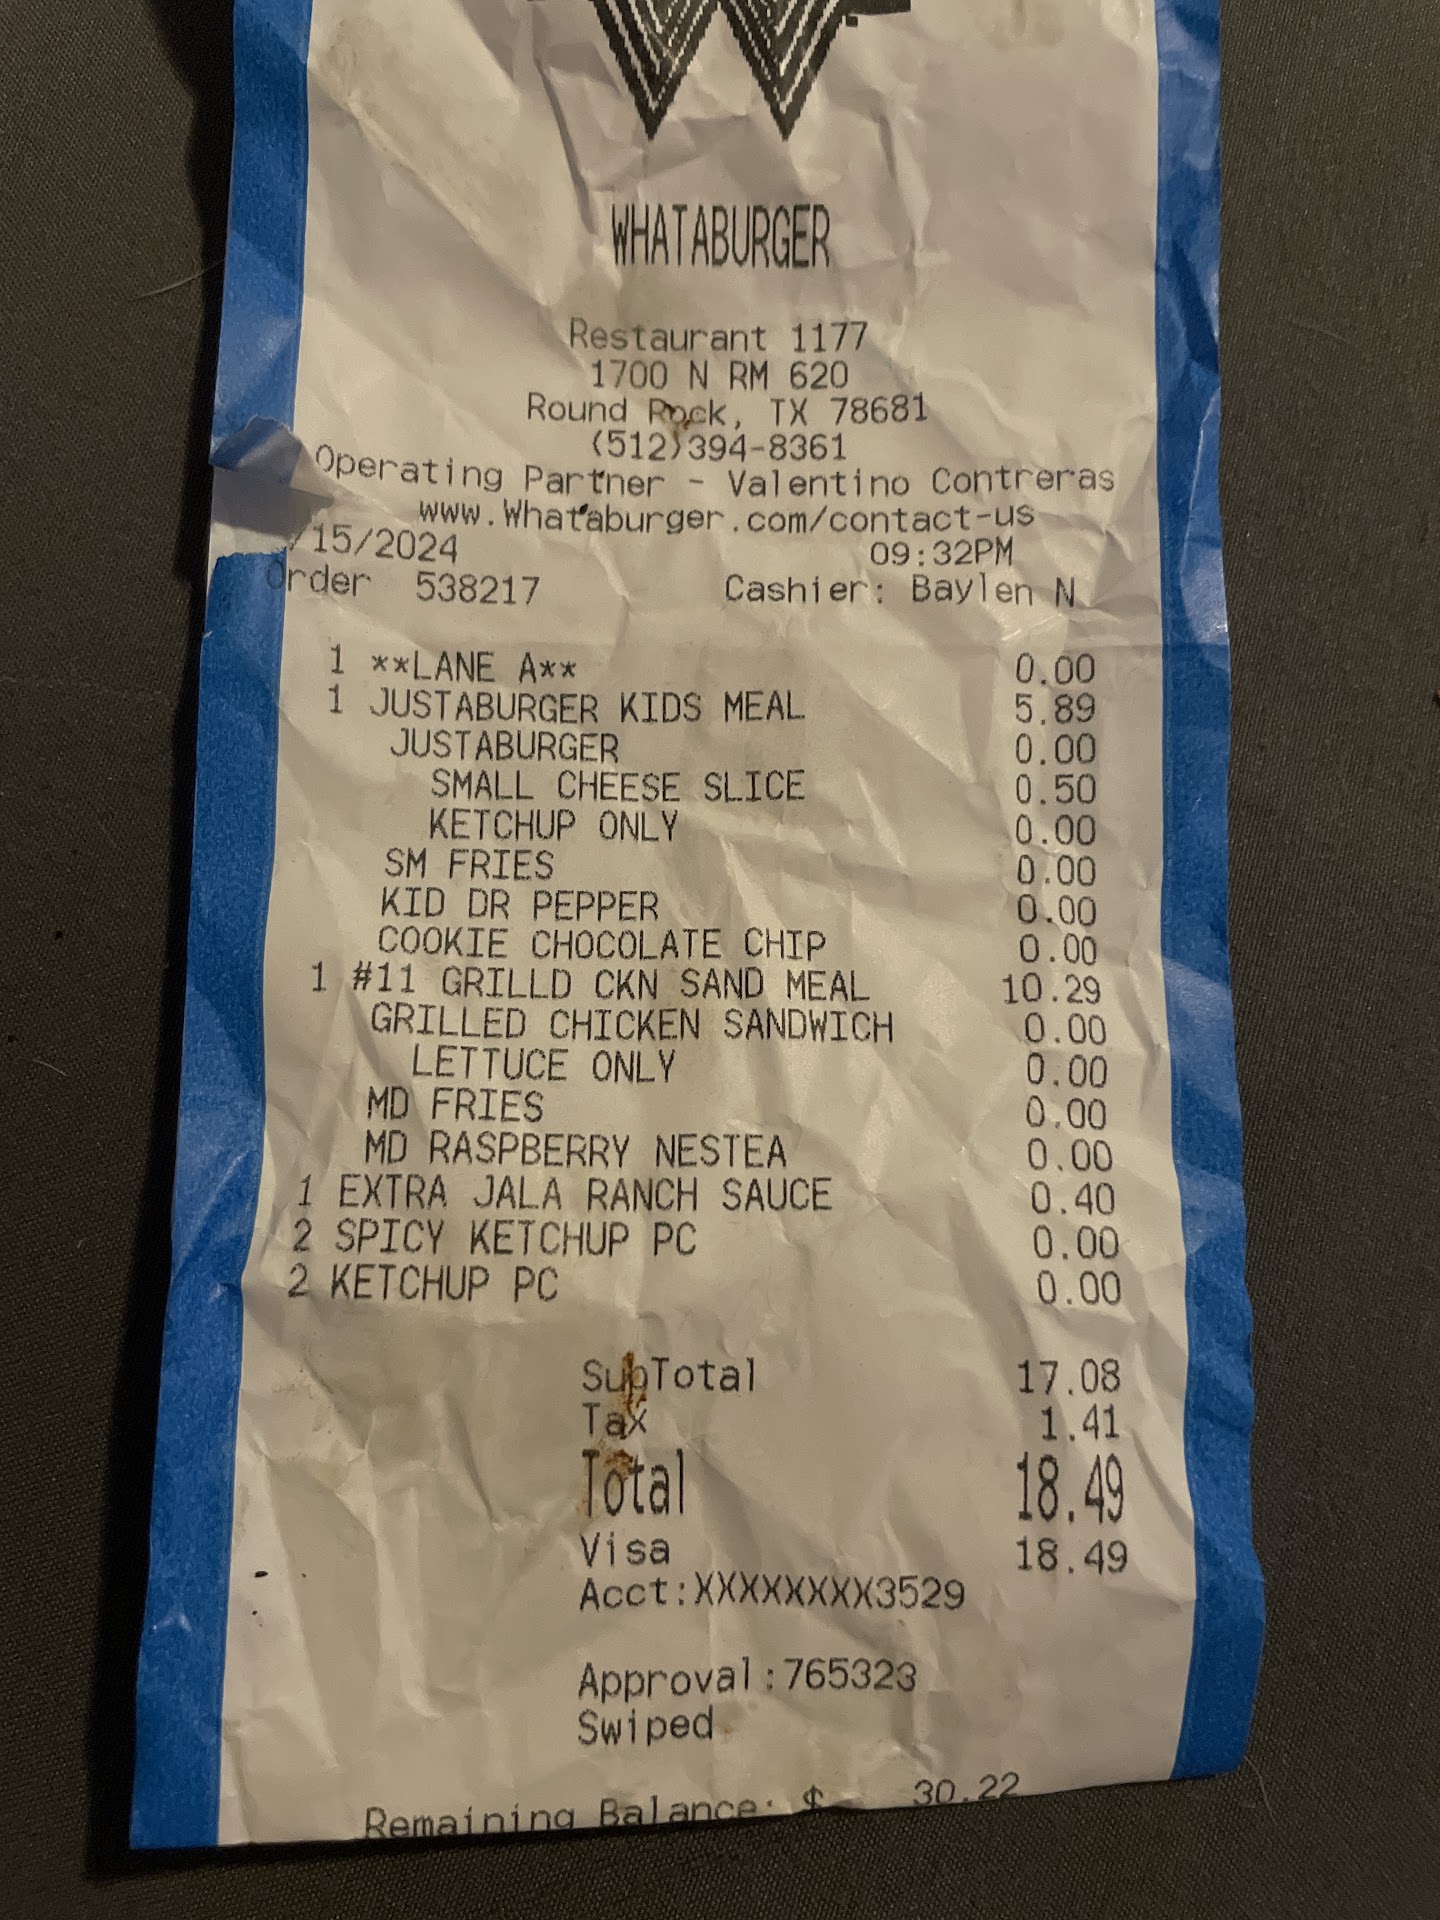 WHATABURGER
Restaurant 1177
1700 N RM 620
Round Rock, TX 78681
(512)394-8361
Operating Partner - Valentino Contreras
www.Whataburger.com/contact-us
/15/2024 09:32PM
Order 538217 Cashier: Baylen N
1 **LANE A** 0.00
1 JUSTABURGER KIDS MEAL 5.89
JUSTABURGER 0.00
SMALL CHEESE SLICE 0.50
KETCHUP ONLY 0.00
SM FRIES 0.00
KID DR PEPPER 0.00
COOKIE CHOCOLATE CHIP 0.00
1 #11 GRILLD CKN SAND MEAL 10.29
GRILLED CHICKEN SANDWICH 0.00
LETTUCE ONLY 0.00
MD FRIES 0.00
MD RASPBERRY NESTEA 0.00
1 EXTRA JALA RANCH SAUCE 0.40
2 SPICY KETCHUP PC 0.00
2 KETCHUP PC 0.00
SubTotal 17.08
Tax 1.41
Total 18.49
Visa 18.49
Acct:XXXXXXXX3529
Approval:765323
Swiped
Remaining Balance: $ 30.22